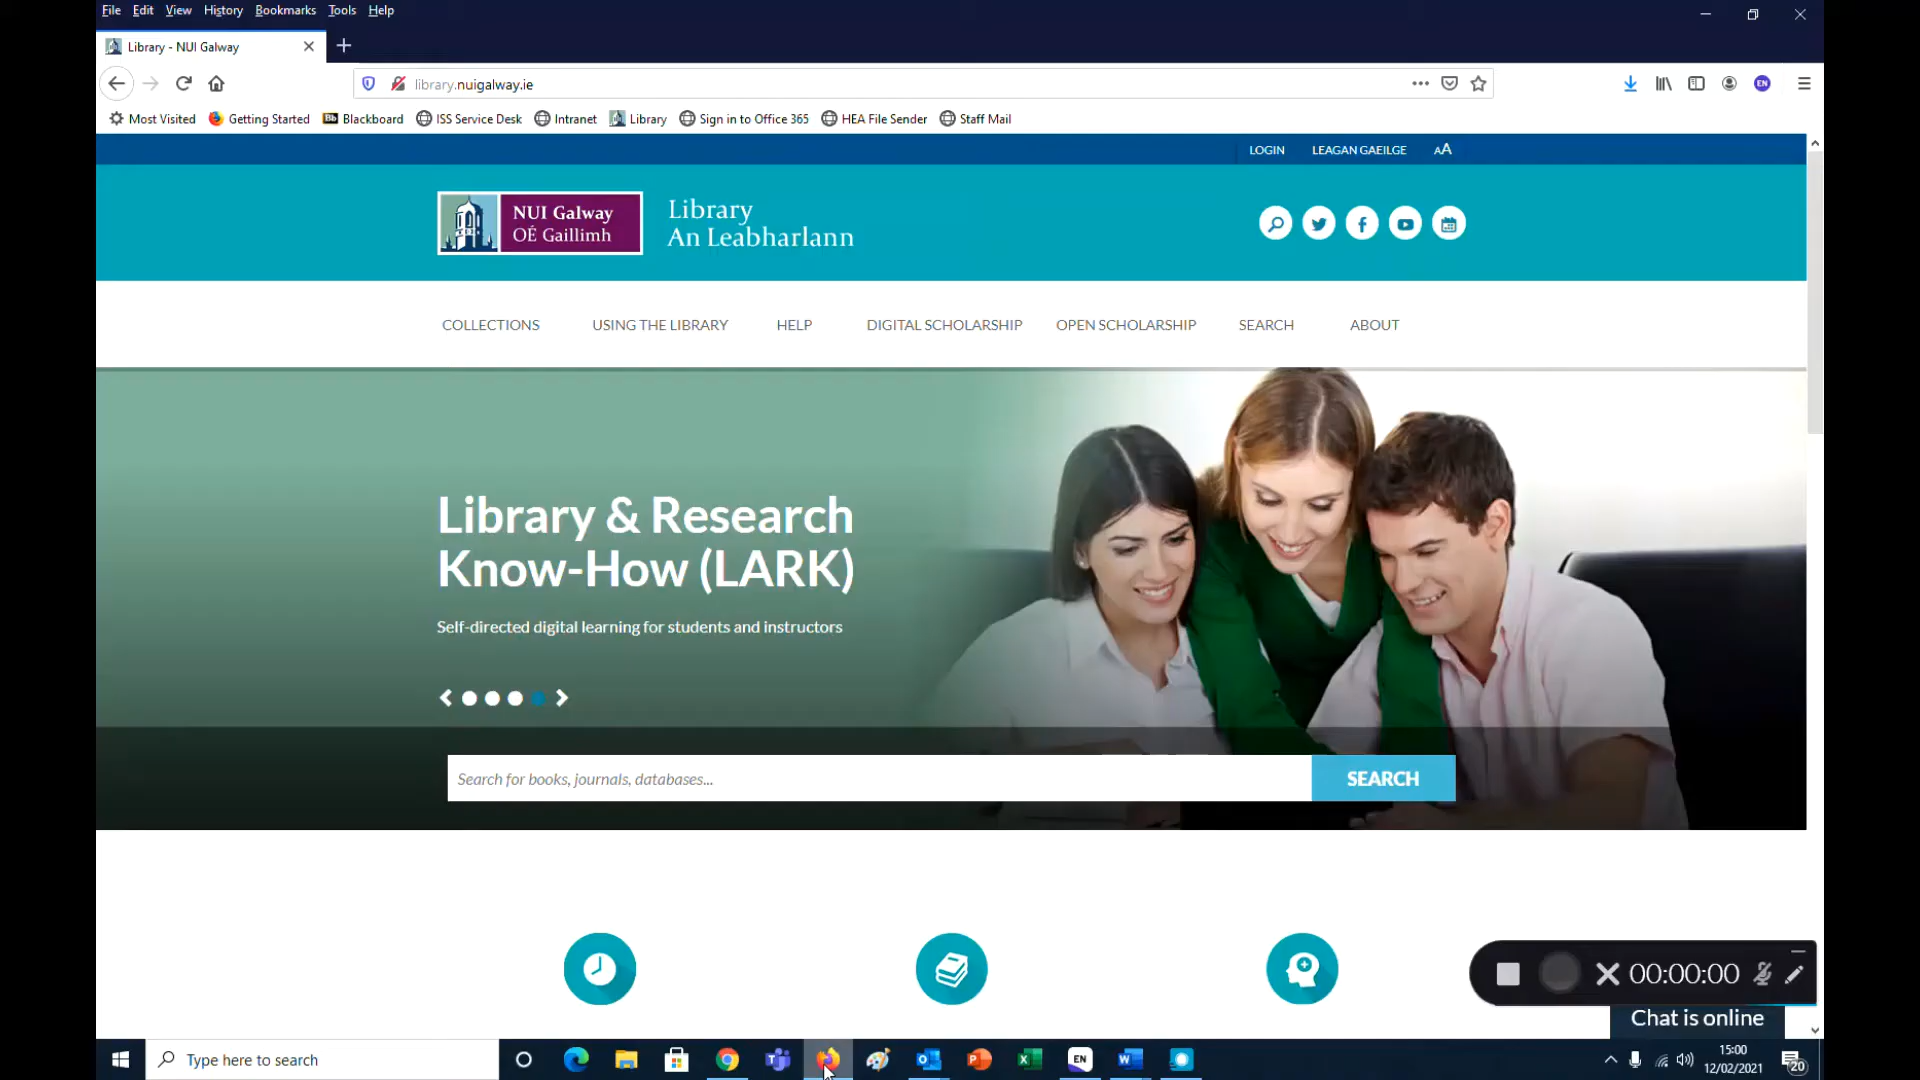 File Edit View History Bookmarks Tools Help
Library - NUI Galway
library.nuigalway.ie
EN
Most Visited Getting Started Bb Blackboard ISS Service Desk Intranet Library Sign in to Office 365 HEA File Sender Staff Mail
LOGIN LEAGAN GAEILGE AA
NUI Galway
OÉ Gaillimh
Library
An Leabharlann
COLLECTIONS USING THE LIBRARY HELP DIGITAL SCHOLARSHIP OPEN SCHOLARSHIP SEARCH ABOUT
Library & Research
Know-How (LARK)
Self-directed digital learning for students and instructors
Search for books, journals, databases...
SEARCH
00:00:00
Chat is online
Type here to search
EN
15:00
12/02/2021
20